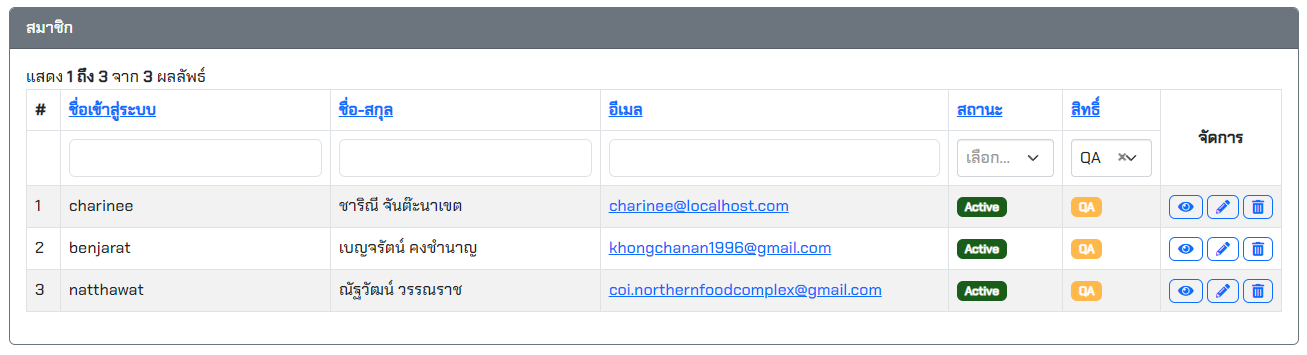 สมาชิก
แสดง 1 ถึง 3 จาก 3 ผลลัพธ์
# ชื่อเข้าสู่ระบบ ชื่อ-สกุล อีเมล สถานะ สิทธิ์ จัดการ
เลือก... QA ×
1 charinee ชาริณี จันต๊ะนาเขต charinee@localhost.com Active QA
2 benjarat เบญจรัตน์ คงชำนาญ khongchanan1996@gmail.com Active QA
3 natthawat ณัฐวัฒน์ วรรณราช coi.northernfoodcomplex@gmail.com Active QA